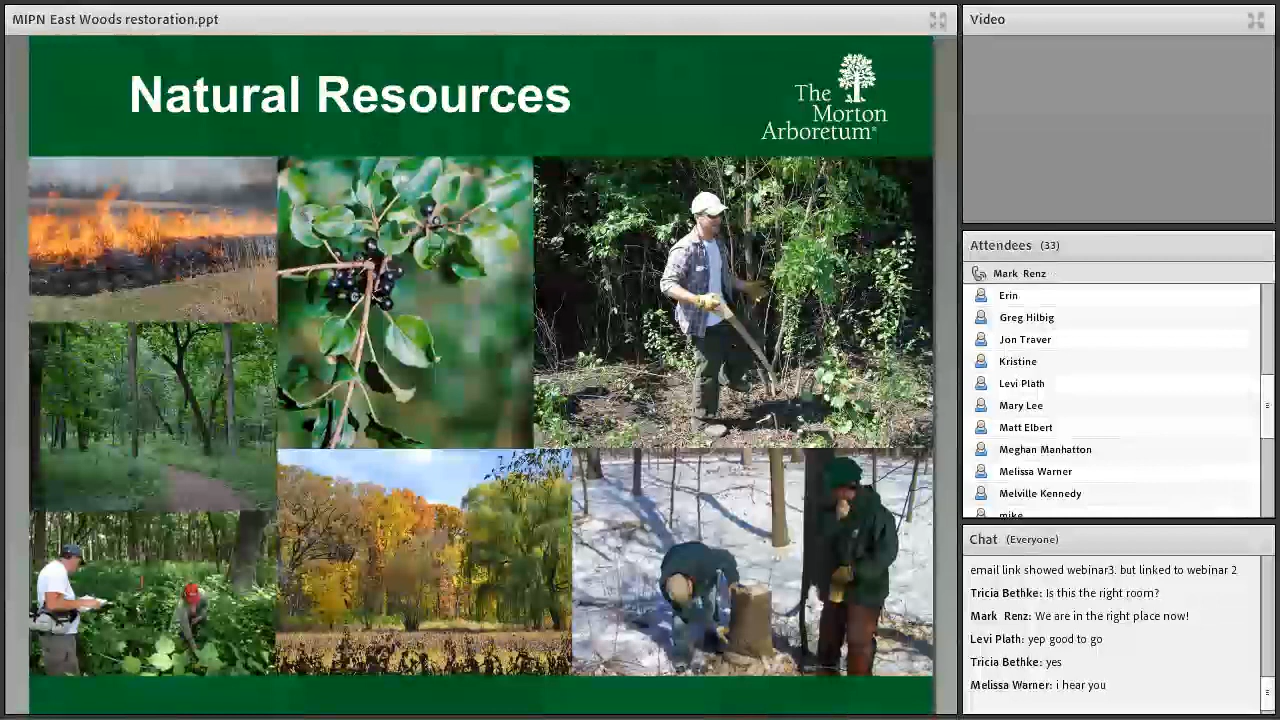 MIPN East Woods restoration.ppt
Natural Resources
The
Morton
Arboretum®
Video
Attendees (33)
Mark Renz
Erin
Greg Hilbig
Jon Traver
Kristine
Levi Plath
Mary Lee
Matt Elbert
Meghan Manhatton
Melissa Warner
Melville Kennedy
mike
Chat (Everyone)
email link showed webinar3. but linked to webinar 2
Tricia Bethke: Is this the right room?
Mark Renz: We are in the right place now!
Levi Plath: yep good to go
Tricia Bethke: yes
Melissa Warner: i hear you